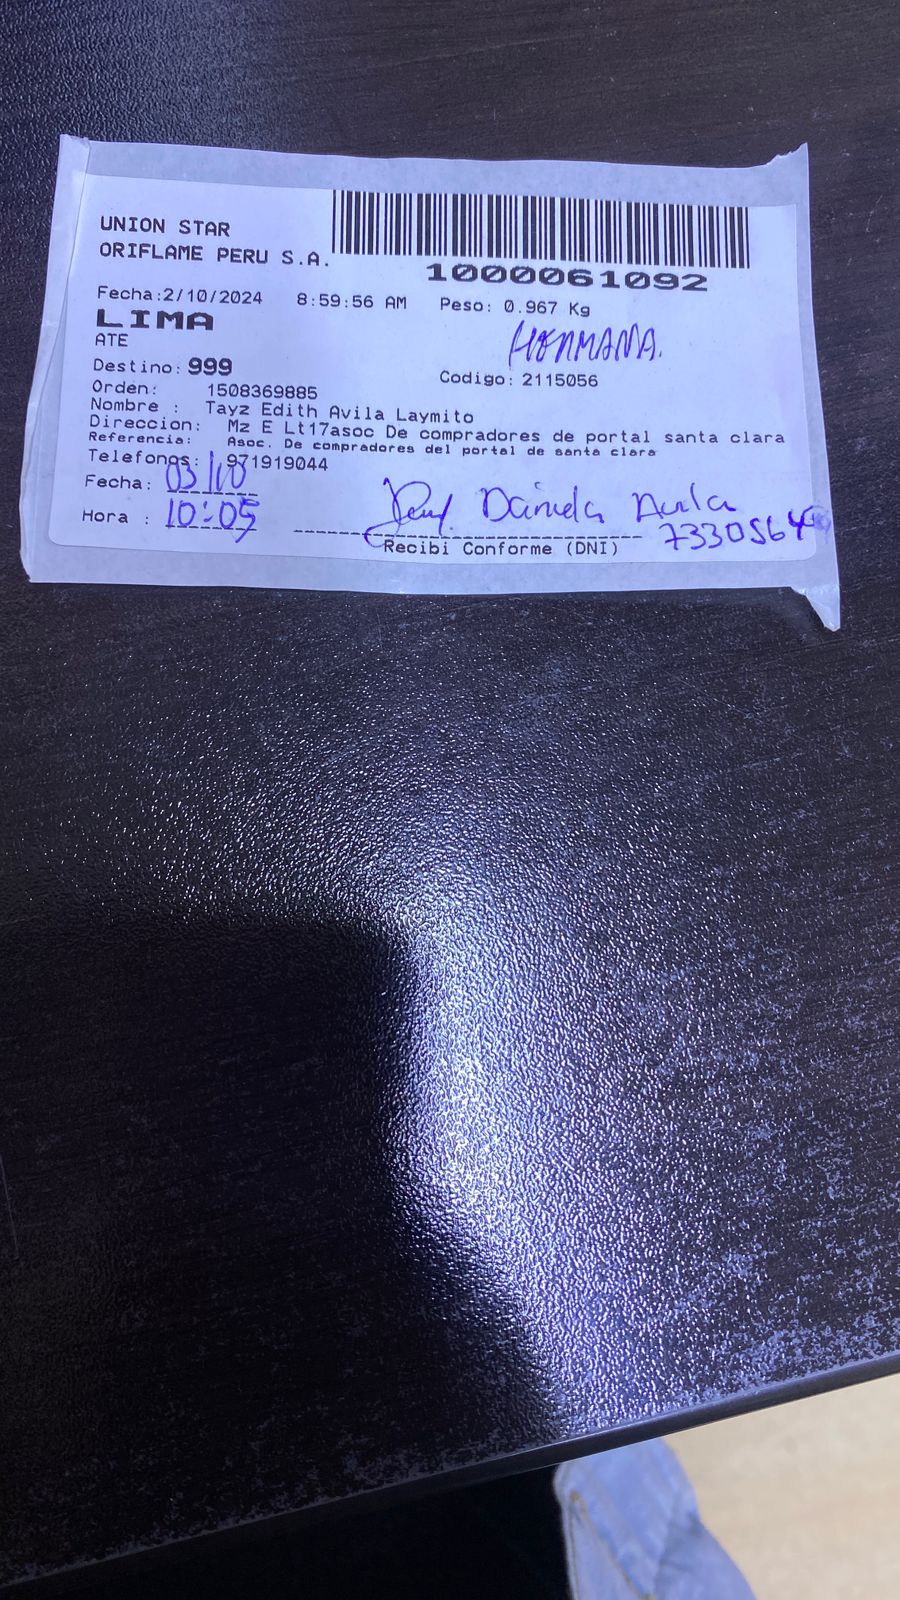 UNION STAR
ORIFLAME PERU S.A.
1000061092
Fecha:2/10/2024 8:59:56 AM Peso: 0.967 Kg
LIMA
HERMANA.
ATE
Destino: 999
Codigo: 2115056
Orden: 1508369885
Nombre : Tayz Edith Avila Laymito
Direccion: Mz E Lt17asoc De compradores de portal santa clara
Referencia: Asoc. De compradores del portal de santa clara
Telefonos: 971919044
Fecha: 03/10
Hora : 10:05
Daniela Avila
Recibi Conforme (DNI)